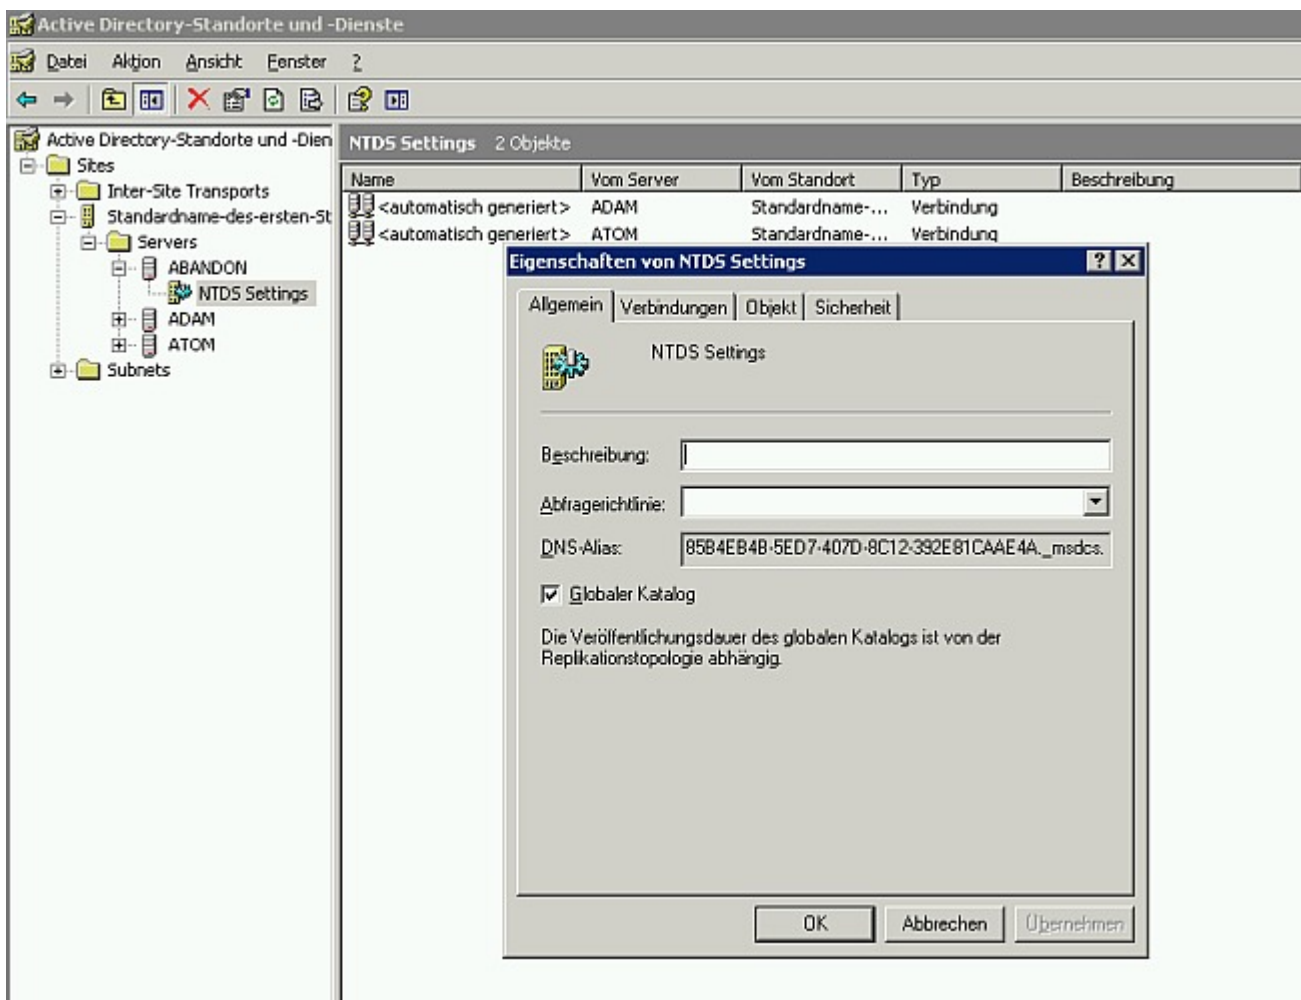 Active Directory-Standorte und -Dienste
Datei Aktion Ansicht Fenster ?
Active Directory-Standorte und -Dien
Sites
Inter-Site Transports
Standardname-des-ersten-St
Servers
ABANDON
NTDS Settings
ADAM
ATOM
Subnets
NTDS Settings 2 Objekte
Name Vom Server Vom Standort Typ Beschreibung
<automatisch generiert> ADAM Standardname-... Verbindung
<automatisch generiert> ATOM Standardname-... Verbindung
Eigenschaften von NTDS Settings
Allgemein Verbindungen Objekt Sicherheit
NTDS Settings
Beschreibung:
Abfragerichtlinie:
DNS-Alias: 85B4EB4B-5ED7-407D-8C12-392E81CAAE4A._msdcs.
Globaler Katalog
Die Veröffentlichungsdauer des globalen Katalogs ist von der
Replikationstopologie abhängig.
OK Abbrechen Übernehmen